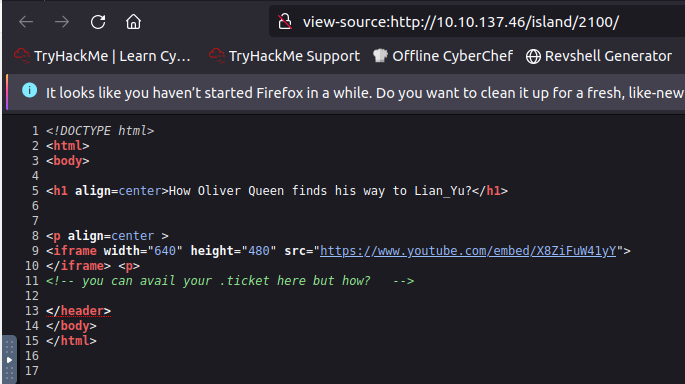 view-source:http://10.10.137.46/island/2100/
TryHackMe | Learn Cy… TryHackMe Support Offline CyberChef Revshell Generator
It looks like you haven’t started Firefox in a while. Do you want to clean it up for a fresh, like-new
1 <!DOCTYPE html>
2 <html>
3 <body>
4
5 <h1 align=center>How Oliver Queen finds his way to Lian_Yu?</h1>
6
7
8 <p align=center >
9 <iframe width="640" height="480" src="https://www.youtube.com/embed/X8ZiFuW41yY">
10 </iframe> <p>
11 <!-- you can avail your .ticket here but how?   -->
12
13 </header>
14 </body>
15 </html>
16
17